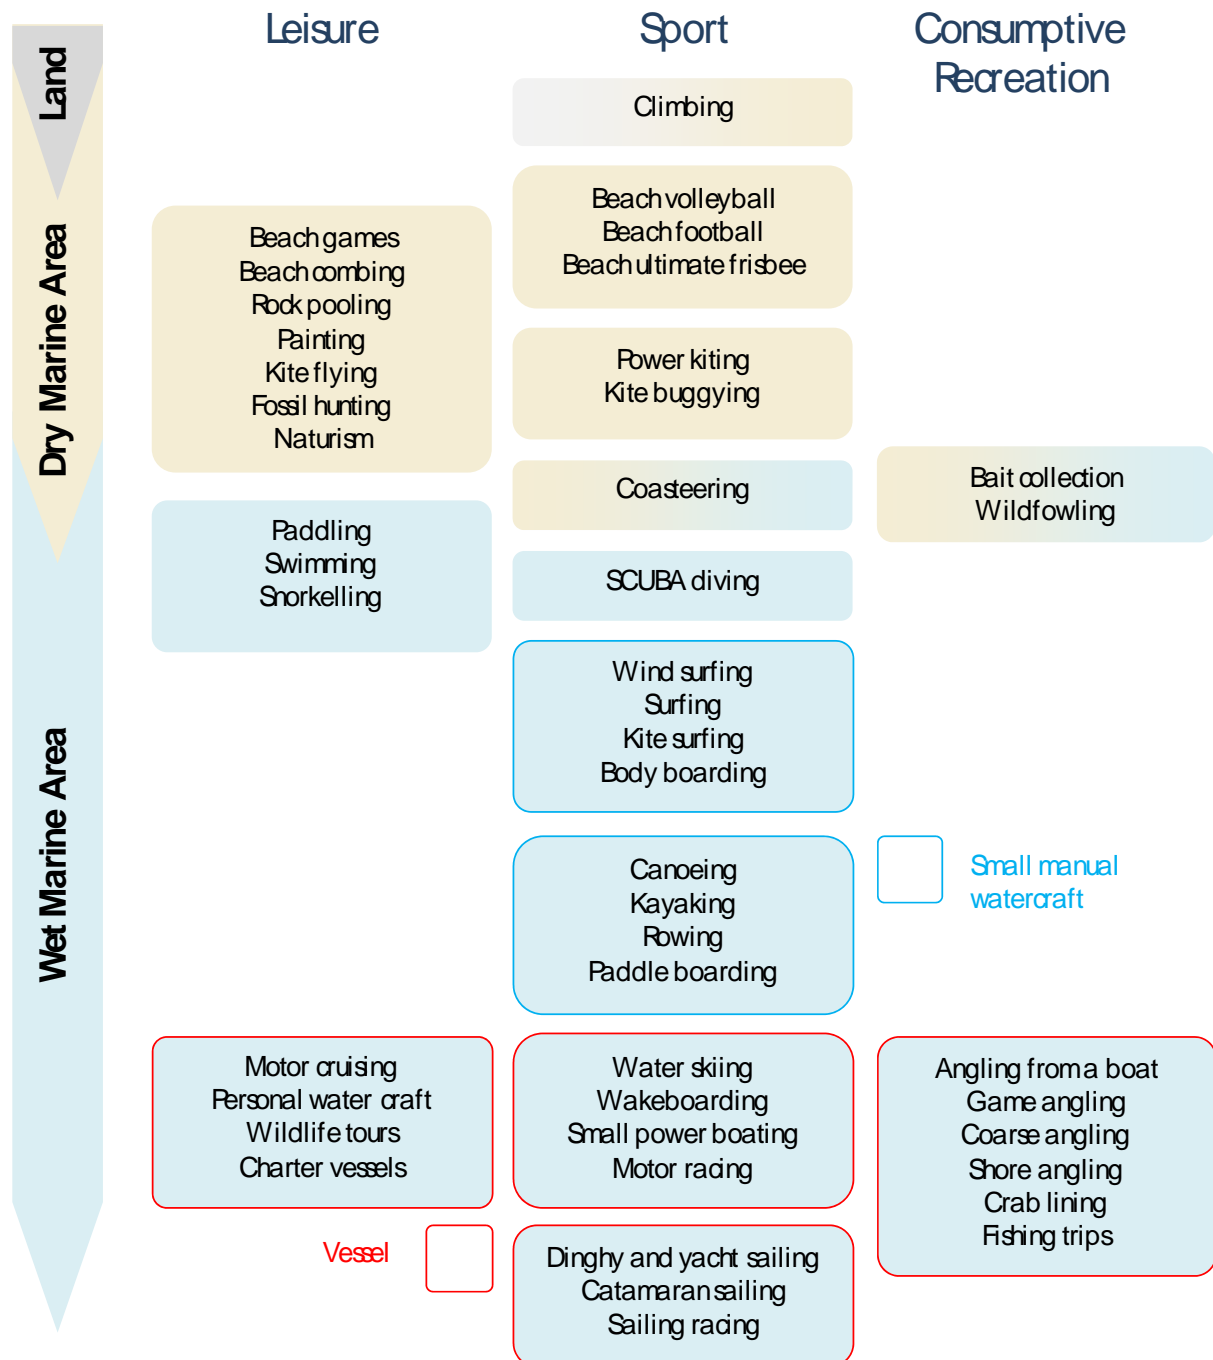 Leisure
Sport
Consumptive
Recreation
Land
Dry Marine Area
Wet Marine Area
Climbing
Beach volleyball
Beach football
Beach ultimate frisbee
Beach games
Beach combing
Rock pooling
Painting
Kite flying
Fossil hunting
Naturism
Power kiting
Kite buggying
Coasteering
Bait collection
Wildfowling
Paddling
Swimming
Snorkelling
SCUBA diving
Wind surfing
Surfing
Kite surfing
Body boarding
Canoeing
Kayaking
Rowing
Paddle boarding
Small manual
watercraft
Motor cruising
Personal water craft
Wildlife tours
Charter vessels
Water skiing
Wakeboarding
Small power boating
Motor racing
Angling from a boat
Game angling
Coarse angling
Shore angling
Crab lining
Fishing trips
Vessel
Dinghy and yacht sailing
Catamaran sailing
Sailing racing